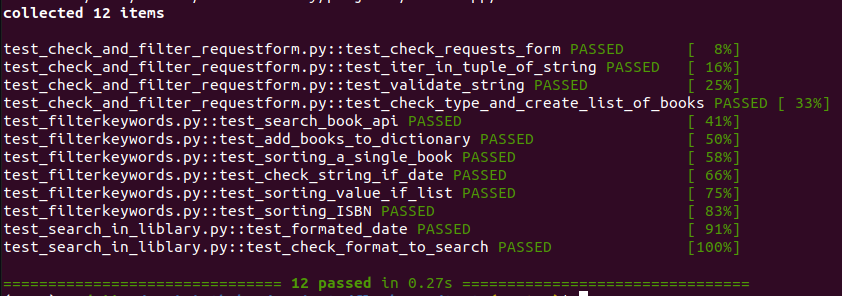 collected 12 items
test_check_and_filter_requestform.py::test_check_requests_form PASSED [ 8%]
test_check_and_filter_requestform.py::test_iter_in_tuple_of_string PASSED [ 16%]
test_check_and_filter_requestform.py::test_validate_string PASSED [ 25%]
test_check_and_filter_requestform.py::test_check_type_and_create_list_of_books PASSED [ 33%]
test_filterkeywords.py::test_search_book_api PASSED [ 41%]
test_filterkeywords.py::test_add_books_to_dictionary PASSED [ 50%]
test_filterkeywords.py::test_sorting_a_single_book PASSED [ 58%]
test_filterkeywords.py::test_check_string_if_date PASSED [ 66%]
test_filterkeywords.py::test_sorting_value_if_list PASSED [ 75%]
test_filterkeywords.py::test_sorting_ISBN PASSED [ 83%]
test_search_in_liblary.py::test_formated_date PASSED [ 91%]
test_search_in_liblary.py::test_check_format_to_search PASSED [100%]
=============================== 12 passed in 0.27s ================================